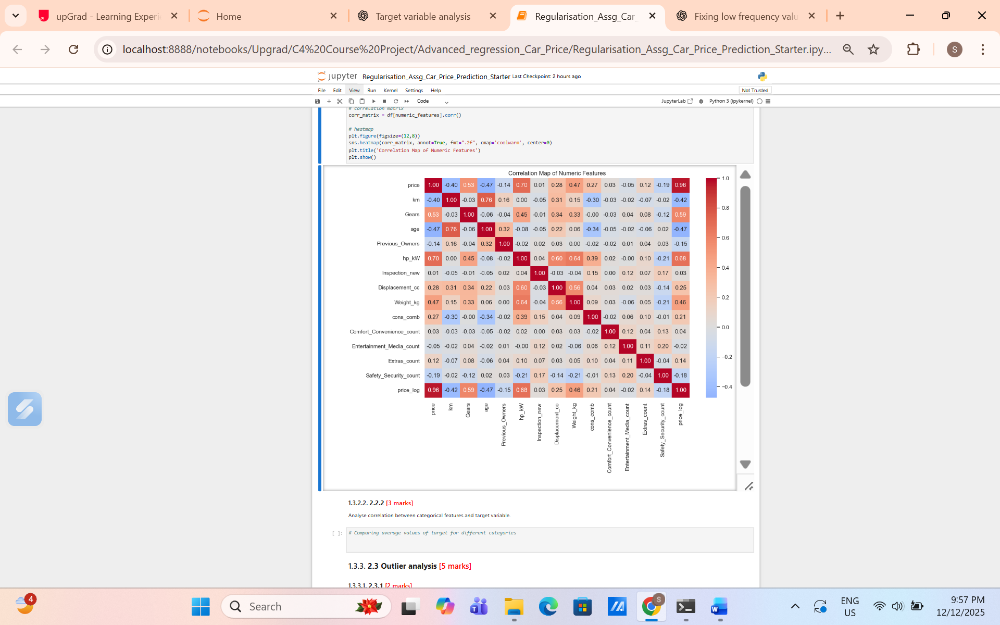 upGrad - Learning Experi
Home
Target variable analysis
Regularisation_Assg_Car_
Fixing low frequency valu
localhost:8888/notebooks/Upgrad/C4%20Course%20Project/Advanced_regression_Car_Price/Regularisation_Assg_Car_Price_Prediction_Starter.ipy...
S
jupyter Regularisation_Assg_Car_Price_Prediction_Starter Last Checkpoint: 2 hours ago
File Edit View Run Kernel Settings Help
Not Trusted
Code
JupyterLab Python 3 (ipykernel)
# correlation matrix
corr_matrix = df[numeric_features].corr()
# heatmap
plt.figure(figsize=(12,8))
sns.heatmap(corr_matrix, annot=True, fmt=".2f", cmap='coolwarm', center=0)
plt.title('Correlation Map of Numeric Features')
plt.show()
Correlation Map of Numeric Features
price 1.00 -0.40 0.53 -0.47 -0.14 0.70 0.01 0.28 0.47 0.27 0.03 -0.05 0.12 -0.19 0.96
km -0.40 1.00 -0.03 0.76 0.16 0.00 -0.05 0.31 0.15 -0.30 -0.03 -0.02 -0.07 -0.02 -0.42
Gears 0.53 -0.03 1.00 -0.06 -0.04 0.45 -0.01 0.34 0.33 -0.00 -0.03 0.04 0.08 -0.12 0.59
age -0.47 0.76 -0.06 1.00 0.32 -0.08 -0.05 0.22 0.06 -0.34 -0.05 -0.02 -0.06 0.02 -0.47
Previous_Owners -0.14 0.16 -0.04 0.32 1.00 -0.02 0.02 0.03 0.00 -0.02 -0.02 0.01 0.04 0.03 -0.15
hp_kW 0.70 0.00 0.45 -0.08 -0.02 1.00 0.04 0.60 0.64 0.39 0.02 -0.00 0.10 -0.21 0.68
Inspection_new 0.01 -0.05 -0.01 -0.05 0.02 0.04 1.00 -0.03 -0.04 0.15 0.00 0.12 0.07 0.17 0.03
Displacement_cc 0.28 0.31 0.34 0.22 0.03 0.60 -0.03 1.00 0.56 0.04 0.03 0.02 0.03 -0.14 0.25
Weight_kg 0.47 0.15 0.33 0.06 0.00 0.64 -0.04 0.56 1.00 0.09 0.03 -0.06 0.05 -0.21 0.46
cons_comb 0.27 -0.30 -0.00 -0.34 -0.02 0.39 0.15 0.04 0.09 1.00 -0.02 0.06 0.10 -0.01 0.21
Comfort_Convenience_count 0.03 -0.03 -0.03 -0.05 -0.02 0.02 0.00 0.03 0.03 -0.02 1.00 0.12 0.04 0.13 0.04
Entertainment_Media_count -0.05 -0.02 0.04 -0.02 0.01 -0.00 0.12 0.02 -0.06 0.06 0.12 1.00 0.11 0.20 -0.02
Extras_count 0.12 -0.07 0.08 -0.06 0.04 0.10 0.07 0.03 0.05 0.10 0.04 0.11 1.00 -0.04 0.14
Safety_Security_count -0.19 -0.02 -0.12 0.02 0.03 -0.21 0.17 -0.14 -0.21 -0.01 0.13 0.20 -0.04 1.00 -0.18
price_log 0.96 -0.42 0.59 -0.47 -0.15 0.68 0.03 0.25 0.46 0.21 0.04 -0.02 0.14 -0.18 1.00
price km Gears age Previous_Owners hp_kW Inspection_new Displacement_cc Weight_kg cons_comb Comfort_Convenience_count Entertainment_Media_count Extras_count Safety_Security_count price_log
1.0
0.8
0.6
0.4
0.2
0.0
−0.2
−0.4
1.3.2.2. 2.2.2 [3 marks]
Analyse correlation between categorical features and target variable.
[ ]: # Comparing average values of target for different categories
1.3.3. 2.3 Outlier analysis [5 marks]
1.3.3.1. 2.3.1 [2 marks]
4
Search
S
ENG
US
9:57 PM
12/12/2025